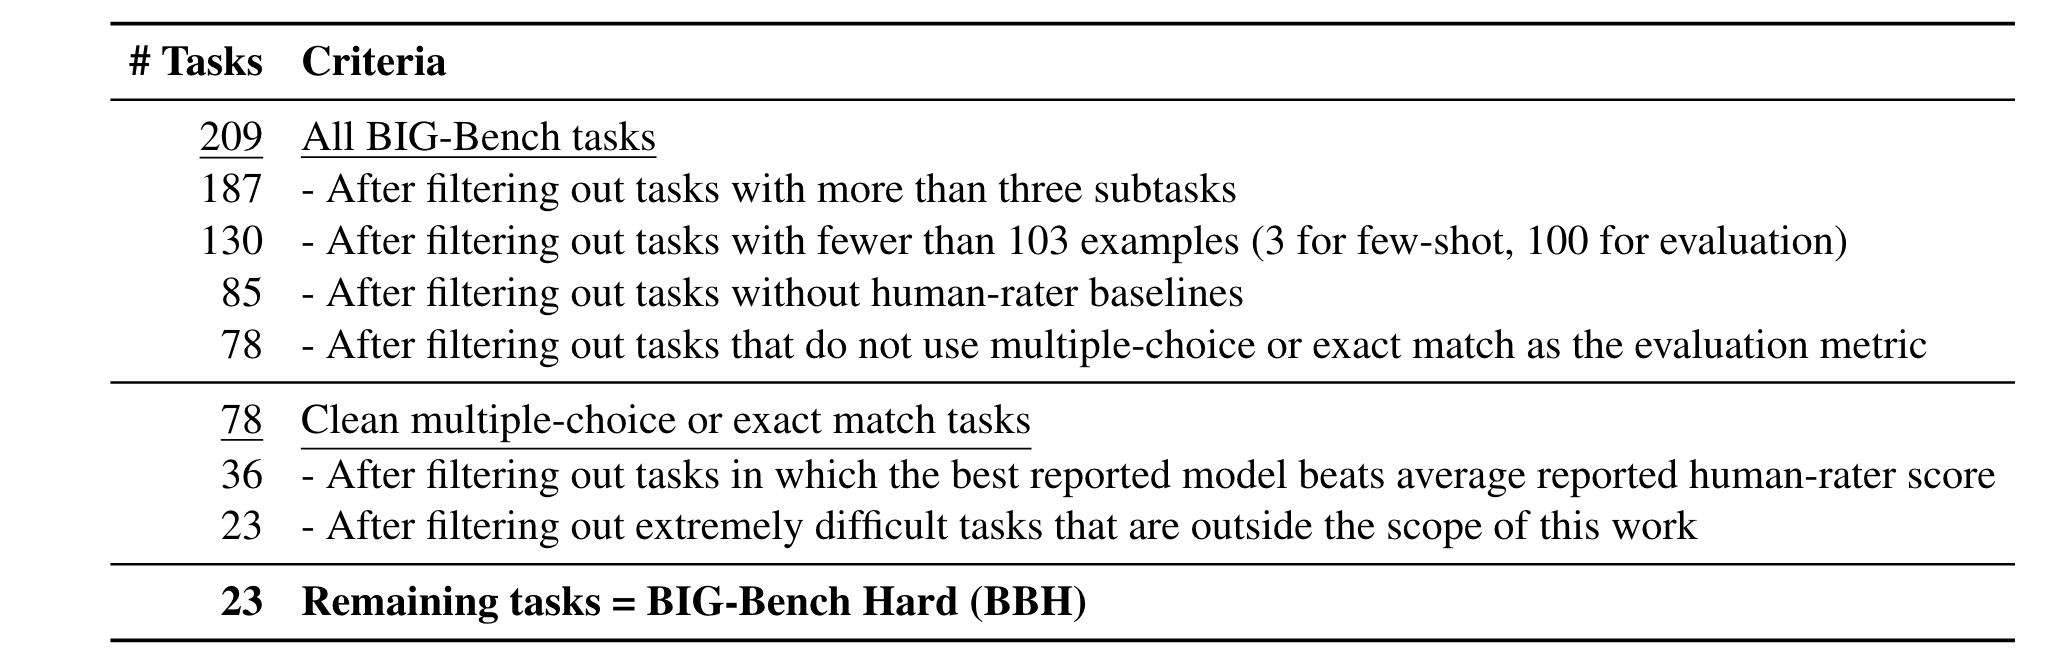 # Tasks Criteria
209 All BIG-Bench tasks
187 - After filtering out tasks with more than three subtasks
130 - After filtering out tasks with fewer than 103 examples (3 for few-shot, 100 for evaluation)
85 - After filtering out tasks without human-rater baselines
78 - After filtering out tasks that do not use multiple-choice or exact match as the evaluation metric
78 Clean multiple-choice or exact match tasks
36 - After filtering out tasks in which the best reported model beats average reported human-rater score
23 - After filtering out extremely difficult tasks that are outside the scope of this work
23 Remaining tasks = BIG-Bench Hard (BBH)